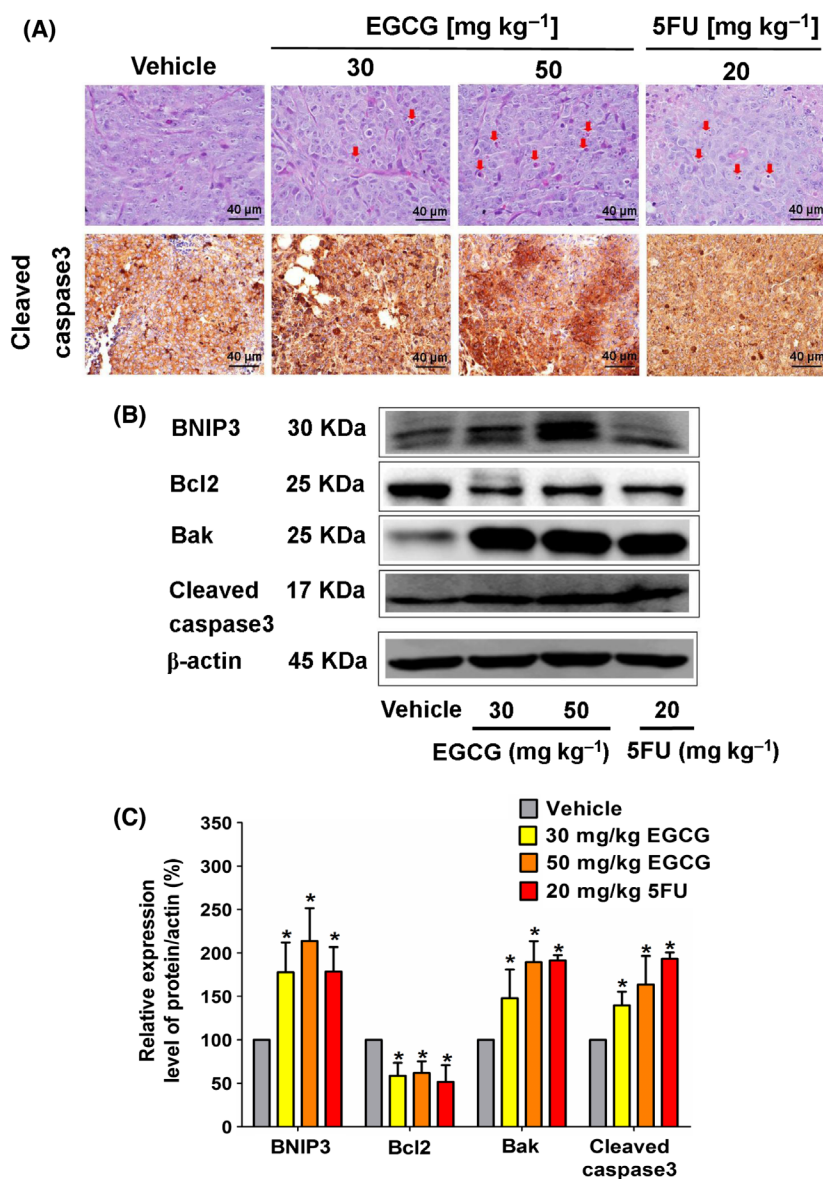 (A)
EGCG [mg kg⁻¹] 5FU [mg kg⁻¹]
Vehicle 30 50 20
40 µm 40 µm 40 µm 40 µm
Cleaved
caspase3
40 µm 40 µm 40 µm 40 µm
(B)
BNIP3 30 KDa
Bcl2 25 KDa
Bak 25 KDa
Cleaved 17 KDa
caspase3
β-actin 45 KDa
Vehicle 30 50 20
EGCG (mg kg⁻¹) 5FU (mg kg⁻¹)
(C)
Vehicle
30 mg/kg EGCG
50 mg/kg EGCG
20 mg/kg 5FU
Relative expression
level of protein/actin (%)
350
300
250
200
150
100
50
0
* * *
* * *
* * *
* * *
BNIP3 Bcl2 Bak Cleaved
caspase3